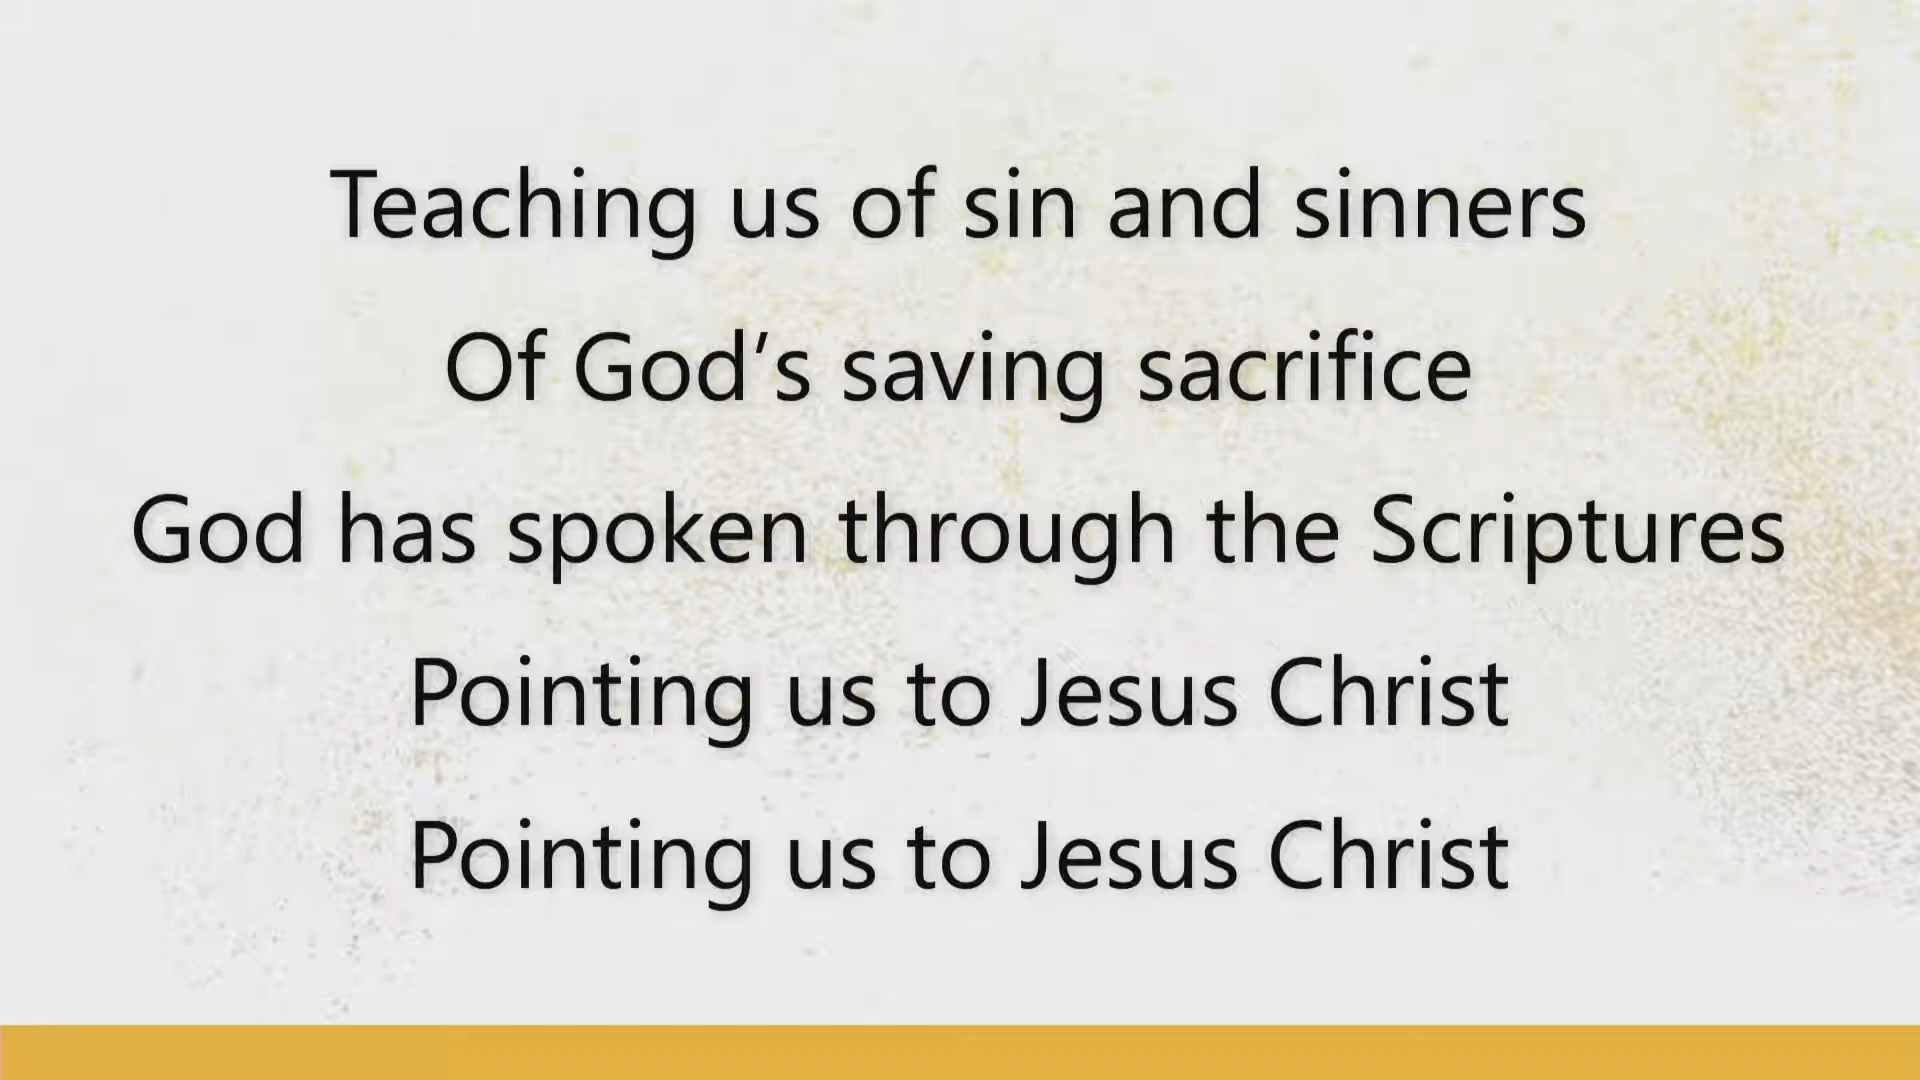 Teaching us of sin and sinners
Of God’s saving sacrifice
God has spoken through the Scriptures
Pointing us to Jesus Christ
Pointing us to Jesus Christ